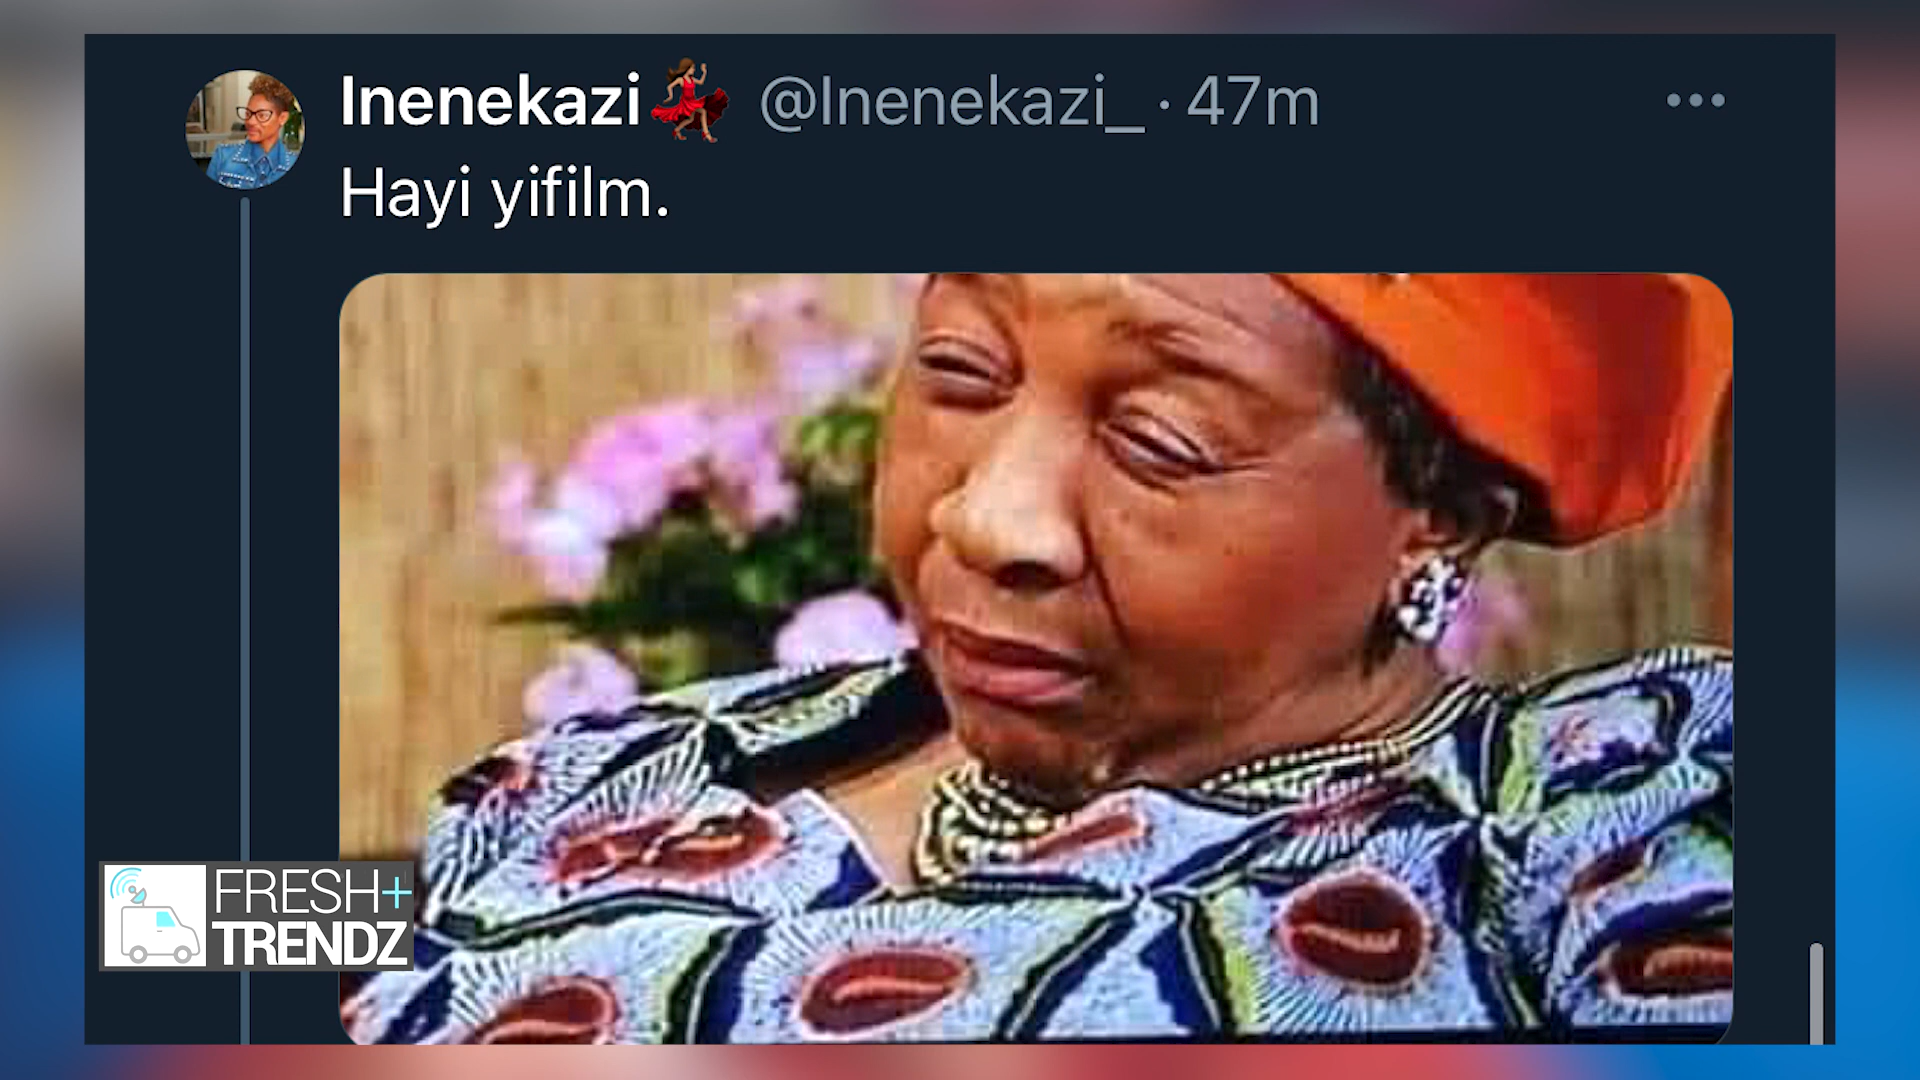 Inenekazi💃🏽 @Inenekazi_ · 47m
Hayi yifilm.
FRESH+
TRENDZ